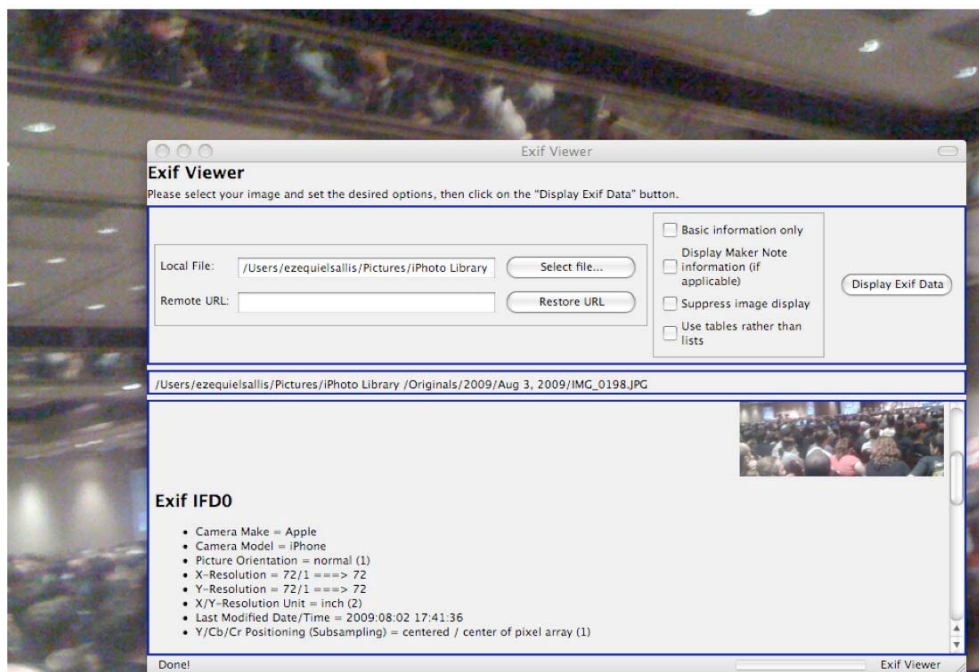 Exif Viewer
Exif Viewer
Please select your image and set the desired options, then click on the "Display Exif Data" button.
Local File:
/Users/ezequielsallis/Pictures/iPhoto Library
Select file...
Remote URL:
Restore URL
Basic information only
Display Maker Note
information (if
applicable)
Suppress image display
Use tables rather than
lists
Display Exif Data
/Users/ezequielsallis/Pictures/iPhoto Library /Originals/2009/Aug 3, 2009/IMG_0198.JPG
Exif IFD0
• Camera Make = Apple
• Camera Model = iPhone
• Picture Orientation = normal (1)
• X-Resolution = 72/1 ===> 72
• Y-Resolution = 72/1 ===> 72
• X/Y-Resolution Unit = inch (2)
• Last Modified Date/Time = 2009:08:02 17:41:36
• Y/Cb/Cr Positioning (Subsampling) = centered / center of pixel array (1)
Done!
Exif Viewer